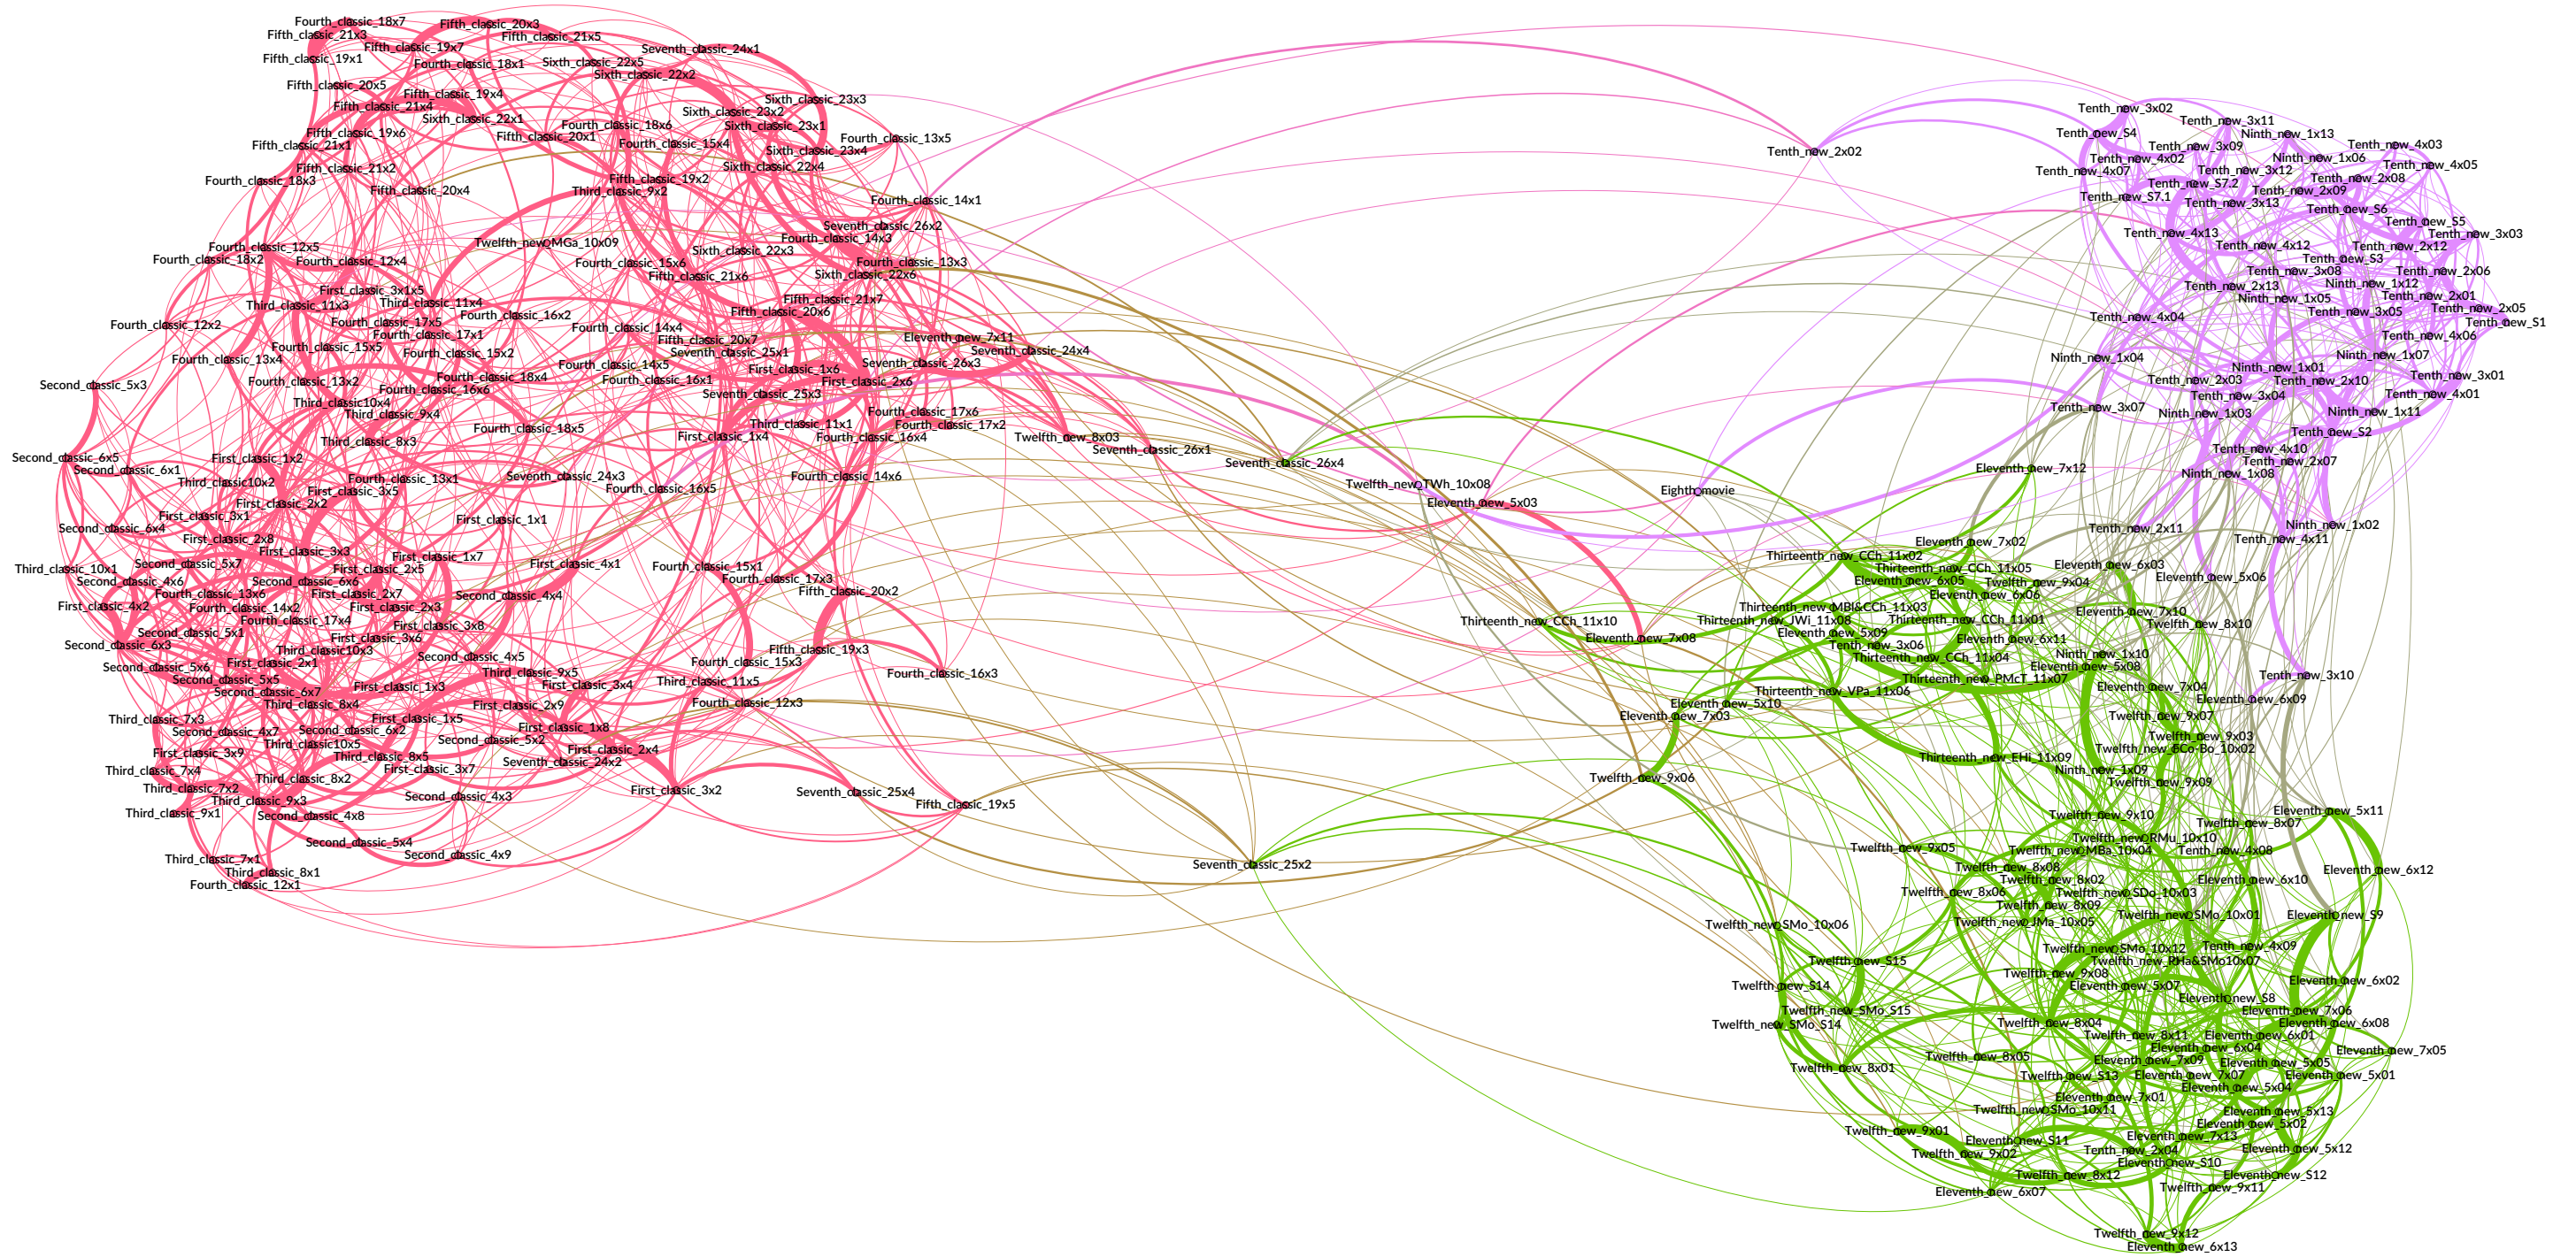 Fourth_classic_18x7
Fifth_classic_20x3
Fifth_classic_21x3
Fifth_classic_21x5
Fifth_classic_19x7
Seventh_classic_24x1
Fifth_classic_19x1
Fourth_classic_18x1
Sixth_classic_22x5
Sixth_classic_22x2
Fifth_classic_20x5
Fifth_classic_19x4
Fifth_classic_21x4
Sixth_classic_23x3
Sixth_classic_23x2
Sixth_classic_22x1
Fourth_classic_18x6
Sixth_classic_23x1
Fifth_classic_19x6
Fifth_classic_20x1
Fourth_classic_13x5
Fifth_classic_21x1
Fourth_classic_15x4
Sixth_classic_23x4
Fifth_classic_21x2
Sixth_classic_22x4
Fourth_classic_18x3
Fifth_classic_20x4
Fifth_classic_19x2
Third_classic_9x2
Fourth_classic_14x1
Seventh_classic_26x2
Fourth_classic_12x5
Twelfth_new_MGa_10x09
Fourth_classic_14x3
Fourth_classic_18x2
Fourth_classic_12x4
Sixth_classic_22x3
Fourth_classic_15x6
Fourth_classic_13x3
Fifth_classic_21x6
Sixth_classic_22x6
First_classic_3x1x5
Third_classic_11x3
Third_classic_11x4
Fifth_classic_21x7
Fifth_classic_20x6
Fourth_classic_12x2
Fourth_classic_17x5
Fourth_classic_16x2
Fourth_classic_17x1
Fourth_classic_14x4
Fifth_classic_20x7
Eleventh_new_7x11
Fourth_classic_15x5
Fourth_classic_15x2
Seventh_classic_25x1
Seventh_classic_24x4
Fourth_classic_13x4
Fourth_classic_14x5
First_classic_1x6
Seventh_classic_26x3
Second_classic_5x3
Fourth_classic_13x2
Fourth_classic_18x4
Fourth_classic_16x6
Fourth_classic_16x1
First_classic_2x6
Seventh_classic_25x3
Third_classic10x4
Third_classic_9x4
Fourth_classic_17x6
Third_classic_11x1
Fourth_classic_17x2
Fourth_classic_18x5
First_classic_1x4
Fourth_classic_16x4
Twelfth_new_8x03
Third_classic_8x3
Seventh_classic_26x1
Second_classic_6x5
First_classic_1x2
Second_classic_6x1
Seventh_classic_26x4
Third_classic10x2
Fourth_classic_13x1
Seventh_classic_24x3
Fourth_classic_14x6
First_classic_3x5
Fourth_classic_16x5
First_classic_2x2
Twelfth_new_TWh_10x08
Eleventh_new_5x03
Eighth_movie
First_classic_3x1
Second_classic_6x4
First_classic_1x1
First_classic_2x8
First_classic_3x3
First_classic_1x7
Third_classic_10x1
Second_classic_5x7
First_classic_2x5
First_classic_4x1
Fourth_classic_15x1
Second_classic_4x6
Second_classic_6x6
Fourth_classic_17x3
Fourth_classic_13x6
First_classic_2x7
Second_classic_4x4
Fifth_classic_20x2
First_classic_4x2
Fourth_classic_14x2
First_classic_2x3
Fourth_classic_17x4
First_classic_3x8
Second_classic_5x1
Second_classic_6x3
First_classic_3x6
Third_classic10x3
Second_classic_4x5
Fifth_classic_19x3
Second_classic_5x6
First_classic_2x1
Fourth_classic_15x3
Second_classic_5x5
Third_classic_9x5
Fourth_classic_16x3
Second_classic_6x7
First_classic_1x3
First_classic_3x4
Third_classic_11x5
Third_classic_8x4
First_classic_2x9
Fourth_classic_12x3
Third_classic_7x3
First_classic_1x5
First_classic_1x8
Second_classic_4x7
Second_classic_6x2
Second_classic_5x2
First_classic_2x4
First_classic_3x9
Third_classic10x5
Third_classic_8x5
Seventh_classic_24x2
Third_classic_7x4
Third_classic_8x2
First_classic_3x7
Third_classic_7x2
First_classic_3x2
Seventh_classic_25x4
Third_classic_9x3
Second_classic_4x3
Fifth_classic_19x5
Third_classic_9x1
Second_classic_4x8
Second_classic_5x4
Second_classic_4x9
Third_classic_7x1
Third_classic_8x1
Fourth_classic_12x1
Seventh_classic_25x2
Tenth_new_2x02
Tenth_new_3x02
Tenth_new_3x11
Tenth_new_S4
Ninth_new_1x13
Tenth_new_3x09
Tenth_new_4x03
Tenth_new_4x02
Ninth_new_1x06
Tenth_new_4x05
Tenth_new_4x07
Tenth_new_3x12
Tenth_new_2x08
Tenth_new_S7.2
Tenth_new_2x09
Tenth_new_S7.1
Tenth_new_3x13
Tenth_new_S6
Tenth_new_S5
Tenth_new_4x13
Tenth_new_3x03
Tenth_new_4x12
Tenth_new_2x12
Tenth_new_S3
Tenth_new_3x08
Tenth_new_2x06
Tenth_new_2x13
Ninth_new_1x12
Ninth_new_1x05
Tenth_new_2x01
Tenth_new_2x05
Tenth_new_4x04
Tenth_new_3x05
Tenth_new_S1
Tenth_new_4x06
Ninth_new_1x04
Ninth_new_1x07
Ninth_new_1x01
Tenth_new_2x03
Tenth_new_2x10
Tenth_new_3x01
Tenth_new_3x04
Tenth_new_4x01
Tenth_new_3x07
Ninth_new_1x03
Ninth_new_1x11
Tenth_new_S2
Tenth_new_4x10
Tenth_new_2x07
Eleventh_new_7x12
Ninth_new_1x08
Tenth_new_2x11
Ninth_new_1x02
Tenth_new_4x11
Eleventh_new_7x02
Thirteenth_new_CCh_11x02
Thirteenth_new_CCh_11x05
Eleventh_new_6x03
Eleventh_new_6x05
Twelfth_new_9x04
Eleventh_new_5x06
Eleventh_new_6x06
Thirteenth_new_MBl&CCh_11x03
Eleventh_new_7x10
Thirteenth_new_CCh_11x10
Thirteenth_new_JWi_11x08
Thirteenth_new_CCh_11x01
Twelfth_new_8x10
Eleventh_new_5x09
Eleventh_new_7x08
Eleventh_new_6x11
Tenth_new_3x06
Thirteenth_new_CCh_11x04
Ninth_new_1x10
Eleventh_new_5x08
Tenth_new_3x10
Thirteenth_new_PMcT_11x07
Eleventh_new_7x04
Thirteenth_new_VPa_11x06
Eleventh_new_6x09
Eleventh_new_5x10
Eleventh_new_7x03
Twelfth_new_9x07
Twelfth_new_9x03
Twelfth_new_FCo-Bo_10x02
Thirteenth_new_EHi_11x09
Ninth_new_1x09
Twelfth_new_9x06
Twelfth_new_9x09
Twelfth_new_9x10
Eleventh_new_5x11
Twelfth_new_8x07
Twelfth_new_RMu_10x10
Twelfth_new_9x05
Twelfth_new_MBa_10x04
Tenth_new_4x08
Twelfth_new_8x08
Eleventh_new_6x12
Twelfth_new_8x02
Eleventh_new_6x10
Twelfth_new_8x06
Twelfth_new_SDo_10x03
Twelfth_new_8x09
Twelfth_new_SMo_10x01
Eleventh_new_S9
Twelfth_new_JMa_10x05
Twelfth_new_SMo_10x06
Twelfth_new_SMo_10x12
Tenth_new_4x09
Twelfth_new_S15
Twelfth_new_PHa&SMo10x07
Twelfth_new_9x08
Eleventh_new_6x02
Twelfth_new_S14
Eleventh_new_5x07
Eleventh_new_S8
Twelfth_new_SMo_S15
Eleventh_new_7x06
Twelfth_new_SMo_S14
Twelfth_new_8x04
Eleventh_new_6x08
Twelfth_new_8x11
Eleventh_new_6x01
Eleventh_new_6x04
Eleventh_new_7x05
Twelfth_new_8x05
Eleventh_new_7x09
Eleventh_new_5x05
Twelfth_new_8x01
Twelfth_new_S13
Eleventh_new_7x07
Eleventh_new_5x01
Eleventh_new_5x04
Eleventh_new_7x01
Twelfth_new_SMo_10x11
Eleventh_new_5x13
Eleventh_new_5x02
Twelfth_new_9x01
Eleventh_new_7x13
Eleventh_new_S11
Tenth_new_2x04
Eleventh_new_5x12
Twelfth_new_9x02
Eleventh_new_S10
Twelfth_new_8x12
Eleventh_new_S12
Twelfth_new_9x11
Eleventh_new_6x07
Twelfth_new_9x12
Eleventh_new_6x13